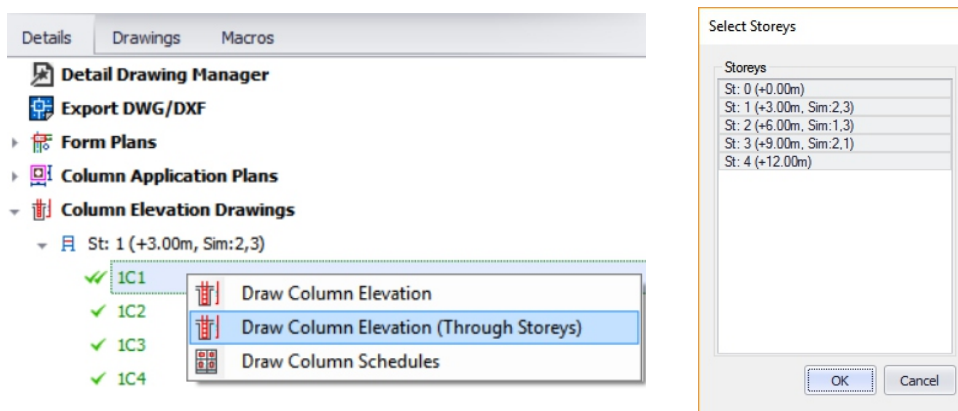 Details Drawings Macros
Detail Drawing Manager
Export DWG/DXF
Form Plans
Column Application Plans
Column Elevation Drawings
St: 1 (+3.00m, Sim:2,3)
1C1
Draw Column Elevation
1C2
Draw Column Elevation (Through Storeys)
1C3
Draw Column Schedules
1C4
Select Storeys
Storeys
St: 0 (+0.00m)
St: 1 (+3.00m, Sim:2,3)
St: 2 (+6.00m, Sim:1,3)
St: 3 (+9.00m, Sim:2,1)
St: 4 (+12.00m)
OK Cancel